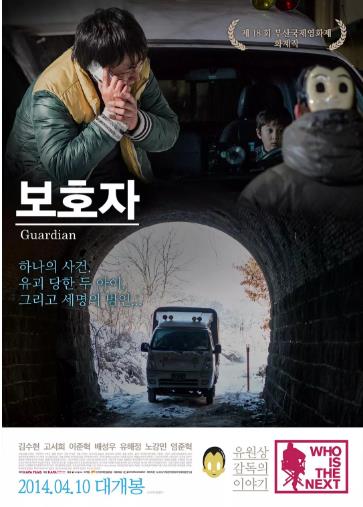 제 18회 부산국제영화제
화제작
보호자
Guardian
하나의 사건,
유괴 당한 두 아이,
그리고 세명의 범인...
김수현 고서희 이준혁 배성우 유해정 노강민 엄준혁
2014.04.10 대개봉
유원상
감독의
이야기
WHO
IS THE
NEXT